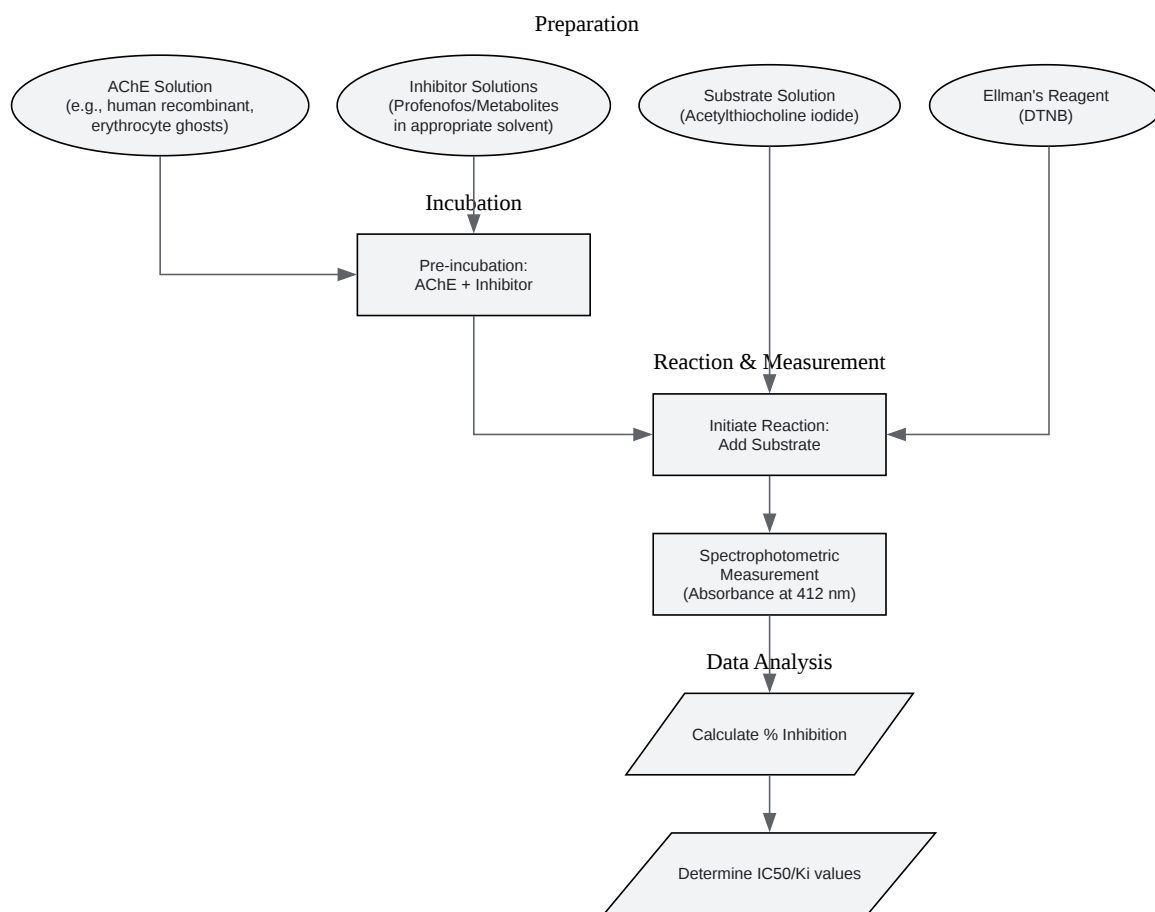 Preparation
AChE Solution
(e.g., human recombinant,
erythrocyte ghosts)
Inhibitor Solutions
(Profenofos/Metabolites
in appropriate solvent)
Substrate Solution
(Acetylthiocholine iodide)
Ellman's Reagent
(DTNB)
Incubation
Pre-incubation:
AChE + Inhibitor
Reaction & Measurement
Initiate Reaction:
Add Substrate
Spectrophotometric
Measurement
(Absorbance at 412 nm)
Data Analysis
Calculate % Inhibition
Determine IC50/Ki values